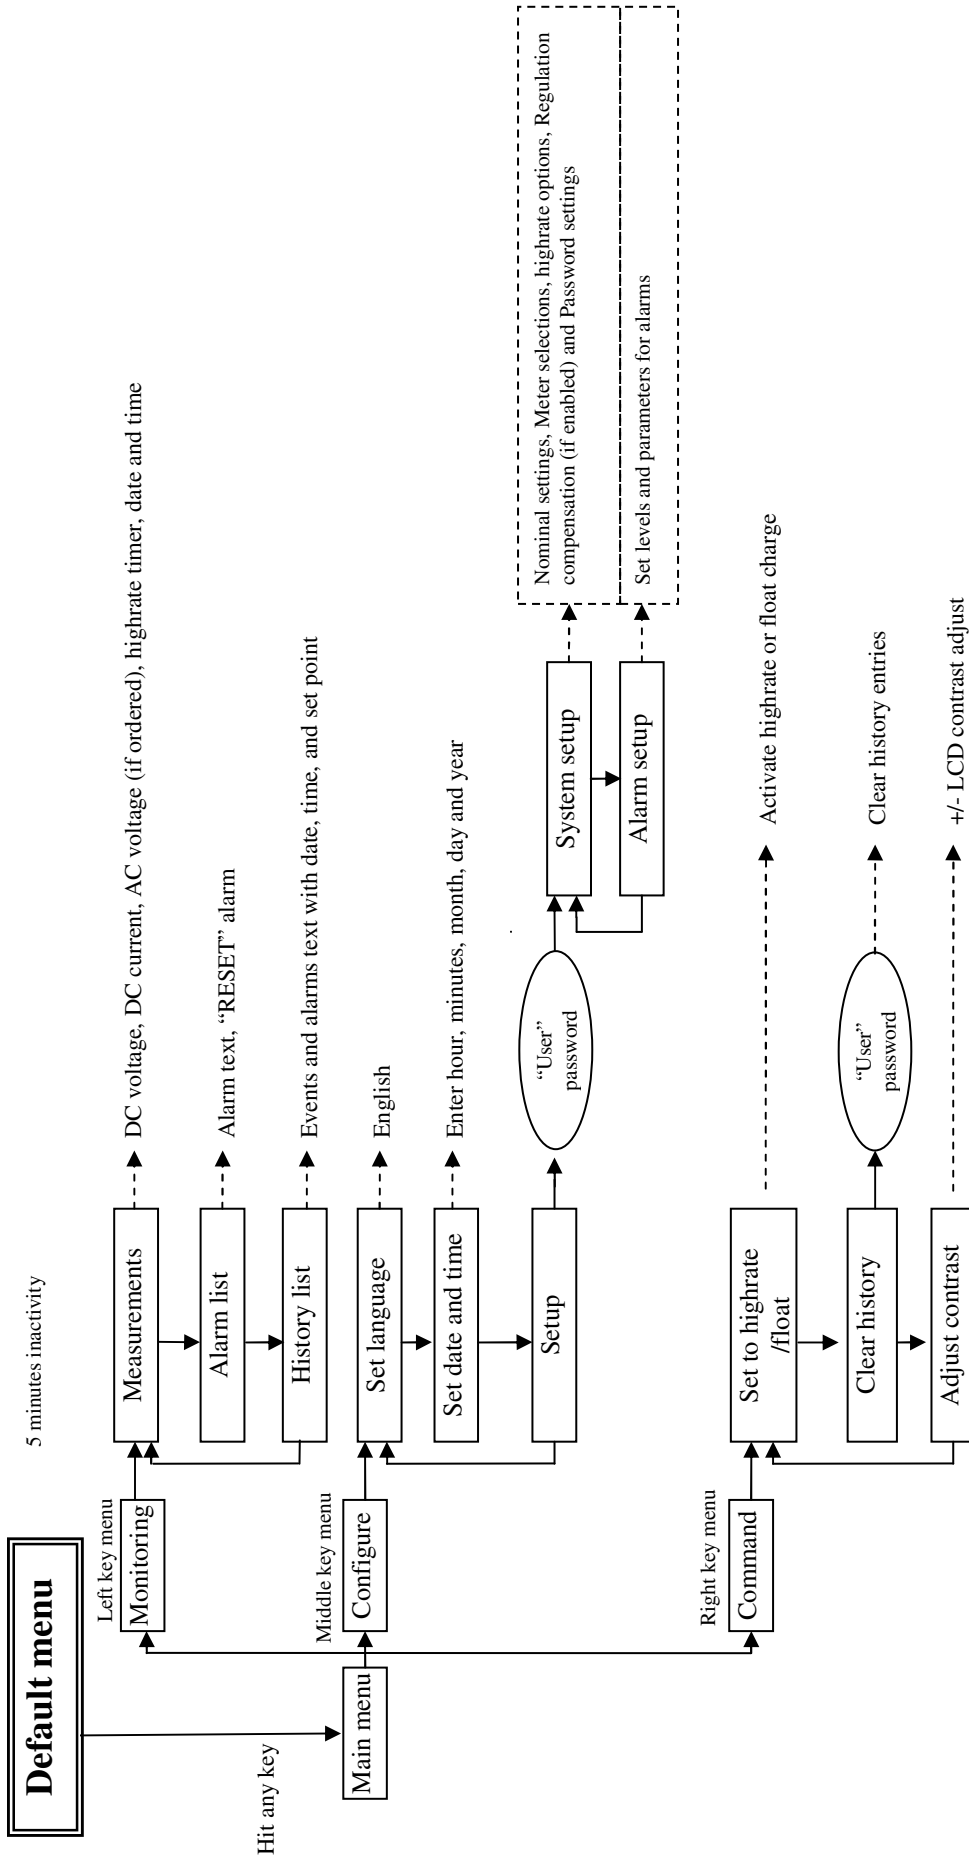 Default menu
5 minutes inactivity
Hit any key
Main menu
Left key menu
Monitoring
Measurements
DC voltage, DC current, AC voltage (if ordered), highrate timer, date and time
Alarm list
Alarm text, “RESET” alarm
History list
Events and alarms text with date, time, and set point
Middle key menu
Configure
Set language
English
Set date and time
Enter hour, minutes, month, day and year
Setup
“User”
password
System setup
Nominal settings, Meter selections, highrate options, Regulation
compensation (if enabled) and Password settings
Alarm setup
Set levels and parameters for alarms
Right key menu
Command
Set to highrate
/float
Activate highrate or float charge
Clear history
“User”
password
Clear history entries
Adjust contrast
+/- LCD contrast adjust